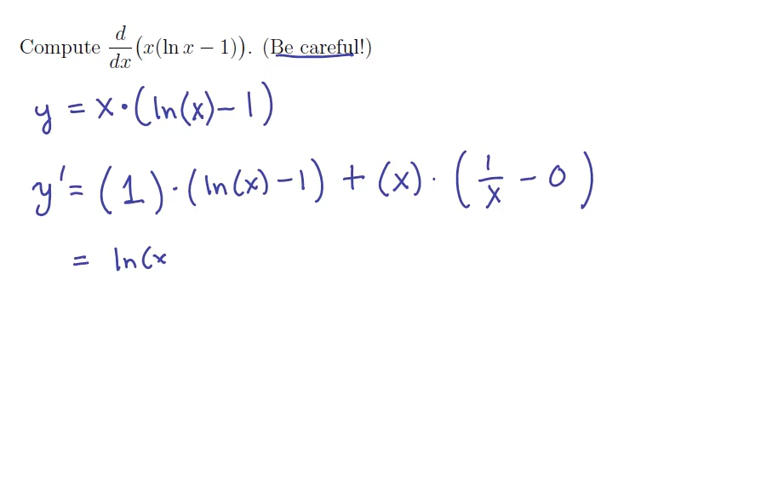 Compute d/dx (x(ln x − 1)). (Be careful!)
y = x·(ln(x)−1)
y' = (1)·(ln(x)−1) + (x)·(1/x − 0)
= ln(x